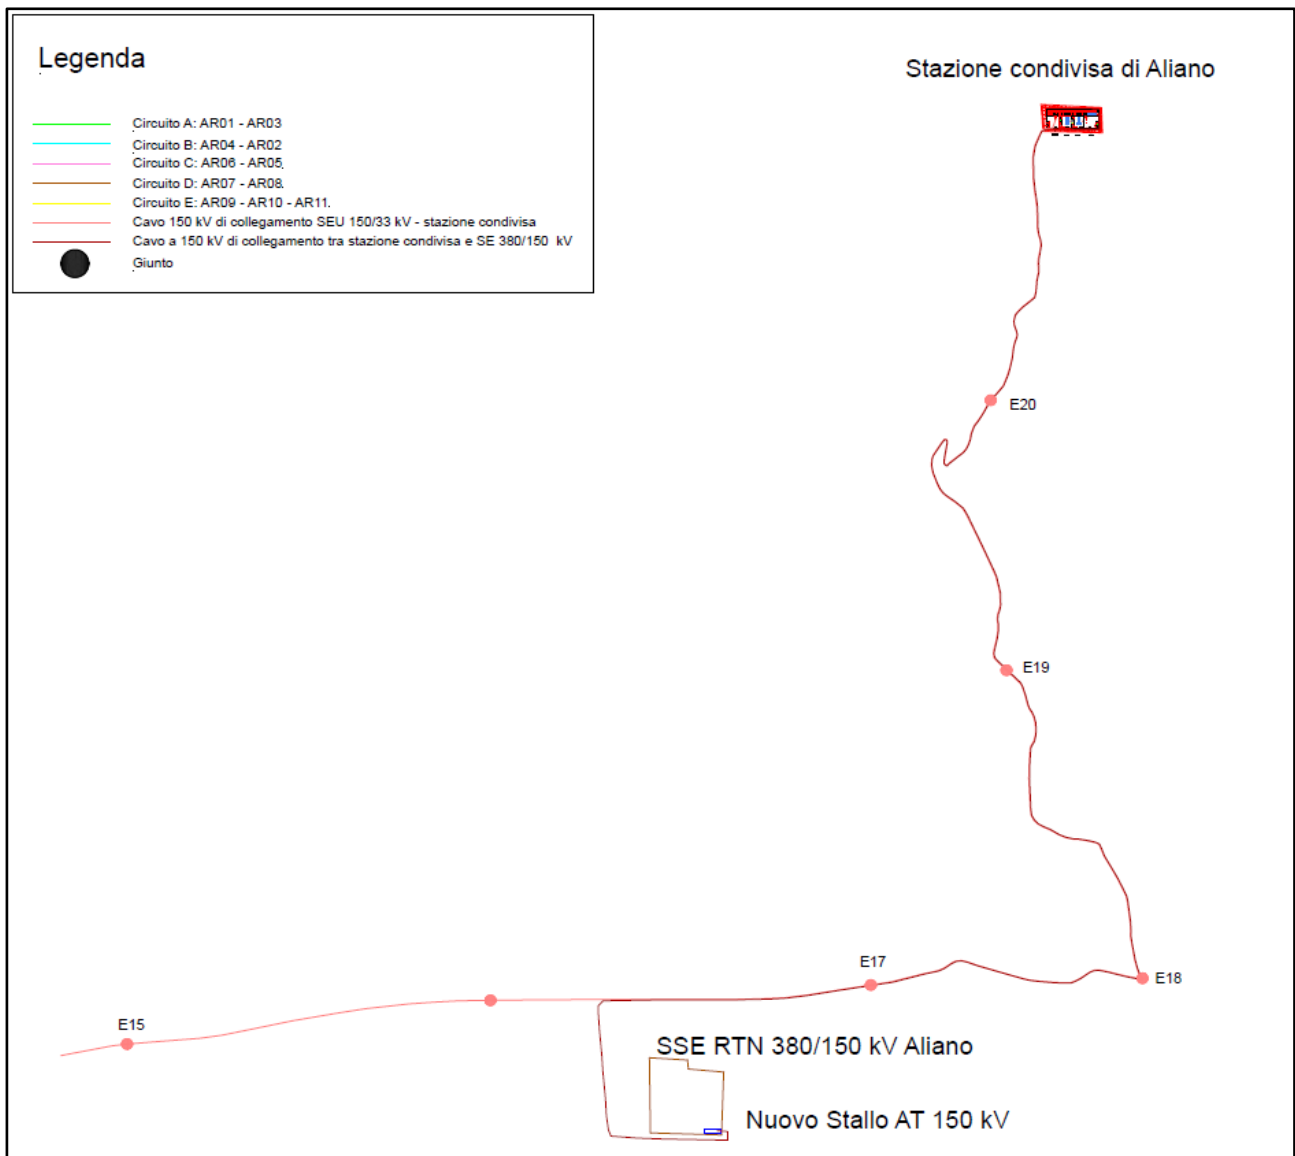 Legenda
Circuito A: AR01 - AR03
Circuito B: AR04 - AR02
Circuito C: AR06 - AR05.
Circuito D: AR07 - AR08.
Circuito E: AR09 - AR10 - AR11.
Cavo 150 kV di collegamento SEU 150/33 kV - stazione condivisa
Cavo a 150 kV di collegamento tra stazione condivisa e SE 380/150 kV
Giunto
Stazione condivisa di Aliano
E20
E19
E17
E18
E15
SSE RTN 380/150 kV Aliano
Nuovo Stallo AT 150 kV